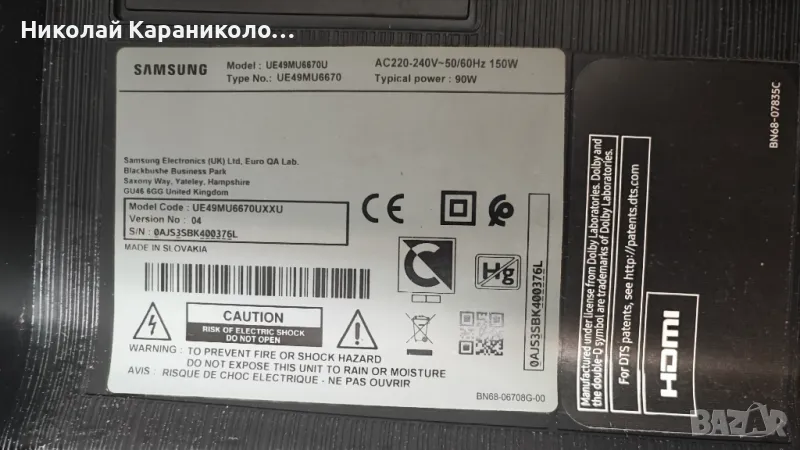 Николай Караниколо...
SAMSUNG
Model : UE49MU6670U
Type No.: UE49MU6670
AC220-240V~50/60Hz 150W
Typical power : 90W
Samsung Electronics (UK) Ltd, Euro QA Lab.
Blackbushe Business Park
Saxony Way, Yateley, Hampshire
GU46 6GG United Kingdom
Model Code : UE49MU6670UXXU
Version No : 04
S/N : 0AJS3SBK400376L
MADE IN SLOVAKIA
CE
C
Hg
0AJS3SBK400376L
CAUTION
RISK OF ELECTRIC SHOCK
DO NOT OPEN
WARNING : TO PREVENT FIRE OR SHOCK HAZARD
DO NOT EXPOSE THIS UNIT TO RAIN OR MOISTURE
AVIS : RISQUE DE CHOC ELECTRIQUE - NE PAS OUVRIR
BN68-06708G-00
Manufactured under license from Dolby Laboratories. Dolby and
the double-D symbol are trademarks of Dolby Laboratories.
For DTS patents, see http://patents.dts.com
HDMI
BN68-07835C
BAZAR